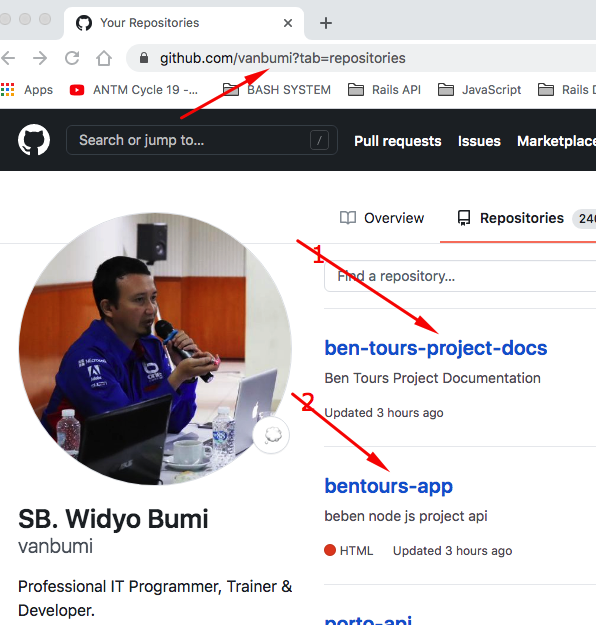 Your Repositories
github.com/vanbumi?tab=repositories
Apps
ANTM Cycle 19 -...
BASH SYSTEM
Rails API
JavaScript
Rails D
Search or jump to...
/
Pull requests
Issues
Marketplace
Overview
Repositories
240
1
Find a repository...
ben-tours-project-docs
Ben Tours Project Documentation
Updated 3 hours ago
2
bentours-app
beben node js project api
HTML
Updated 3 hours ago
SB. Widyo Bumi
vanbumi
Professional IT Programmer, Trainer &
Developer.
porto-api